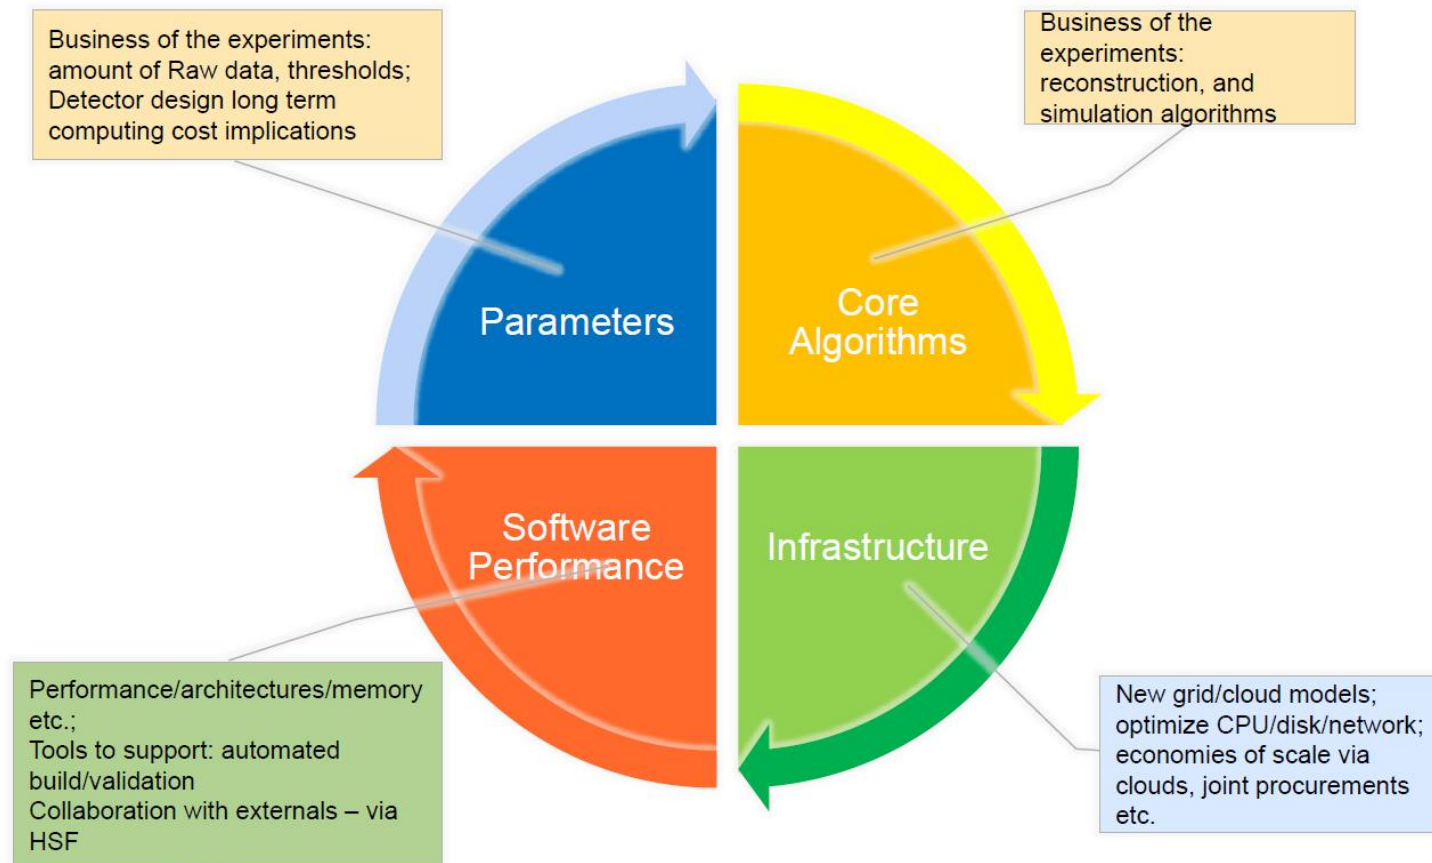 Business of the experiments:
amount of Raw data, thresholds;
Detector design long term
computing cost implications
Business of the
experiments:
reconstruction, and
simulation algorithms
Parameters
Core
Algorithms
Software
Performance
Infrastructure
Performance/architectures/memory
etc.;
Tools to support: automated
build/validation
Collaboration with externals – via
HSF
New grid/cloud models;
optimize CPU/disk/network;
economies of scale via
clouds, joint procurements
etc.